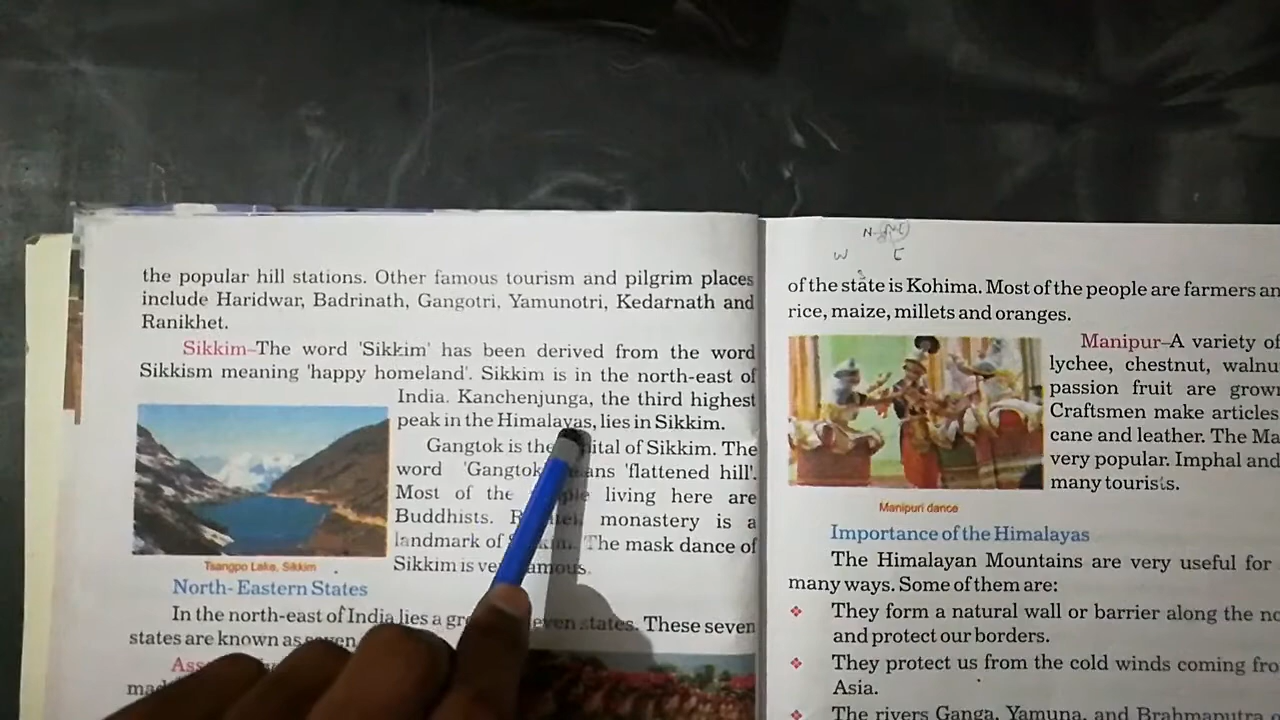 the popular hill stations. Other famous tourism and pilgrim places
include Haridwar, Badrinath, Gangotri, Yamunotri, Kedarnath and
Ranikhet.
Sikkim–The word 'Sikkim' has been derived from the word
Sikkism meaning 'happy homeland'. Sikkim is in the north-east of
India. Kanchenjunga, the third highest
peak in the Himalayas, lies in Sikkim.
Gangtok is the ital of Sikkim. The
word 'Gangtok ans 'flattened hill'.
Most of the ple living here are
Buddhists. R monastery is a
landmark of The mask dance of
Sikkim is ve amous.
Tsangpo Lake, Sikkim
North-Eastern States
In the north-east of India lies a gr even states. These seven
states are known as seven
Ass
mad
N
W E
S
of the state is Kohima. Most of the people are farmers an
rice, maize, millets and oranges.
Manipur–A variety of
lychee, chestnut, walnu
passion fruit are grow
Craftsmen make articles
cane and leather. The Ma
very popular. Imphal and
many tourists.
Manipuri dance
Importance of the Himalayas
The Himalayan Mountains are very useful for
many ways. Some of them are:
❖ They form a natural wall or barrier along the no
and protect our borders.
❖ They protect us from the cold winds coming fro
Asia.
❖ The rivers Ganga, Yamuna, and Brahmaputra